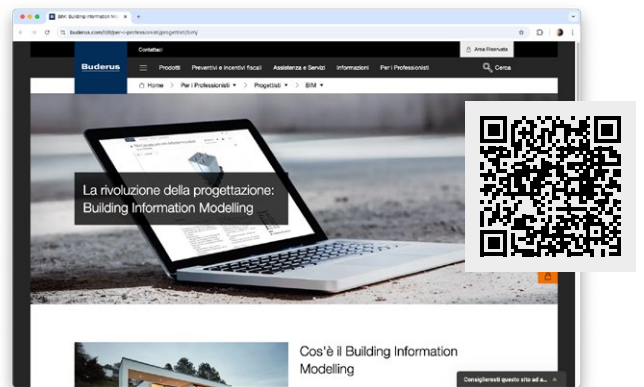 BIM: Building Information Mo...
buderus.com/it/it/per-i-professionisti/progettisti/bim/
Contattaci
Area Riservata
Buderus
Prodotti Preventivi e incentivi fiscali Assistenza e Servizi Informazioni Per i Professionisti
Cerca
Home > Per i Professionisti > Progettisti > BIM
La rivoluzione della progettazione:
Building Information Modelling
Cos'è il Building Information
Modelling
Consiglieresti questo sito ad a...